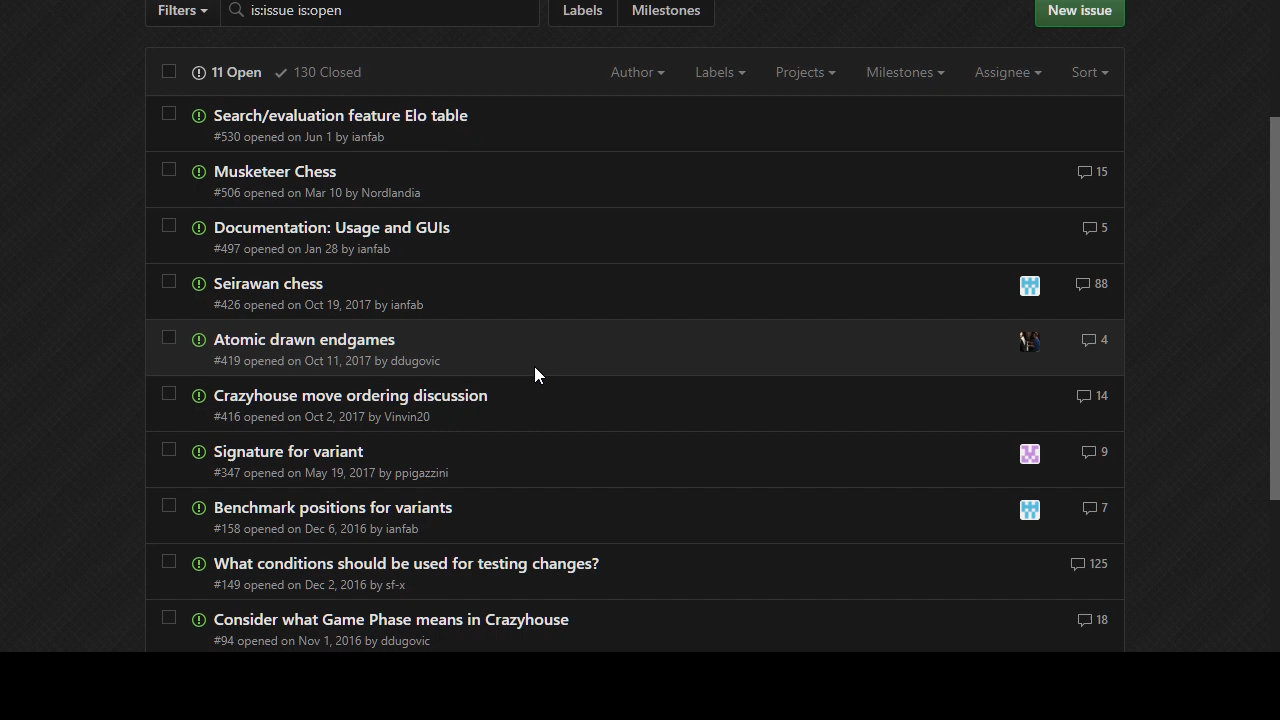 Filters
is:issue is:open
Labels
Milestones
New issue
11 Open
130 Closed
Author
Labels
Projects
Milestones
Assignee
Sort
Search/evaluation feature Elo table
#530 opened on Jun 1 by ianfab
Musketeer Chess
15
#506 opened on Mar 10 by Nordlandia
Documentation: Usage and GUIs
5
#497 opened on Jan 28 by ianfab
Seirawan chess
88
#426 opened on Oct 19, 2017 by ianfab
Atomic drawn endgames
4
#419 opened on Oct 11, 2017 by ddugovic
Crazyhouse move ordering discussion
14
#416 opened on Oct 2, 2017 by Vinvin20
Signature for variant
9
#347 opened on May 19, 2017 by ppigazzini
Benchmark positions for variants
7
#158 opened on Dec 6, 2016 by ianfab
What conditions should be used for testing changes?
125
#149 opened on Dec 2, 2016 by sf-x
Consider what Game Phase means in Crazyhouse
18
#94 opened on Nov 1, 2016 by ddugovic